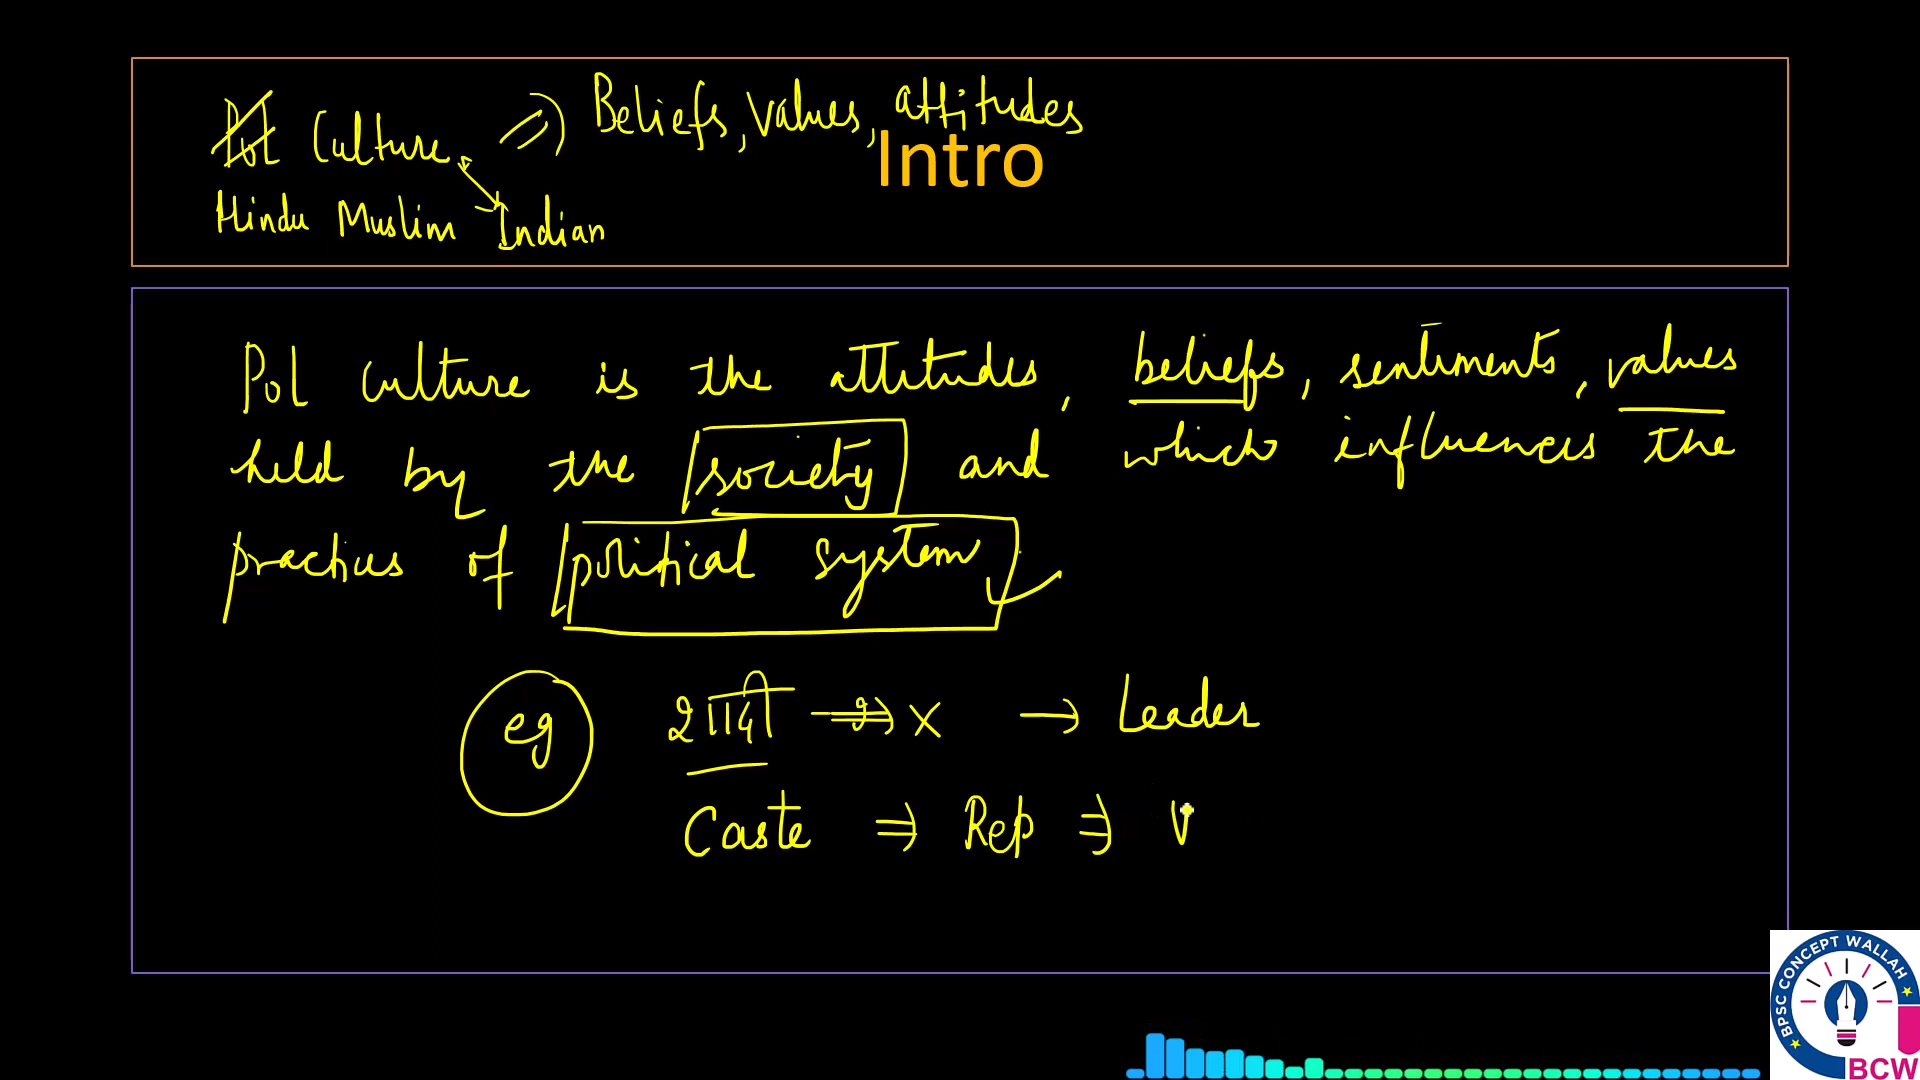 Pol Culture ⇒ Beliefs, values, attitudes
Intro
Hindu Muslim Indian
Pol culture is the attitudes, beliefs, sentiments, values
held by the society and which influences the
practices of political system
eg → X → Leader
Caste ⇒ Rep ⇒ V
BPSC CONCEPT WALLAH
BCW